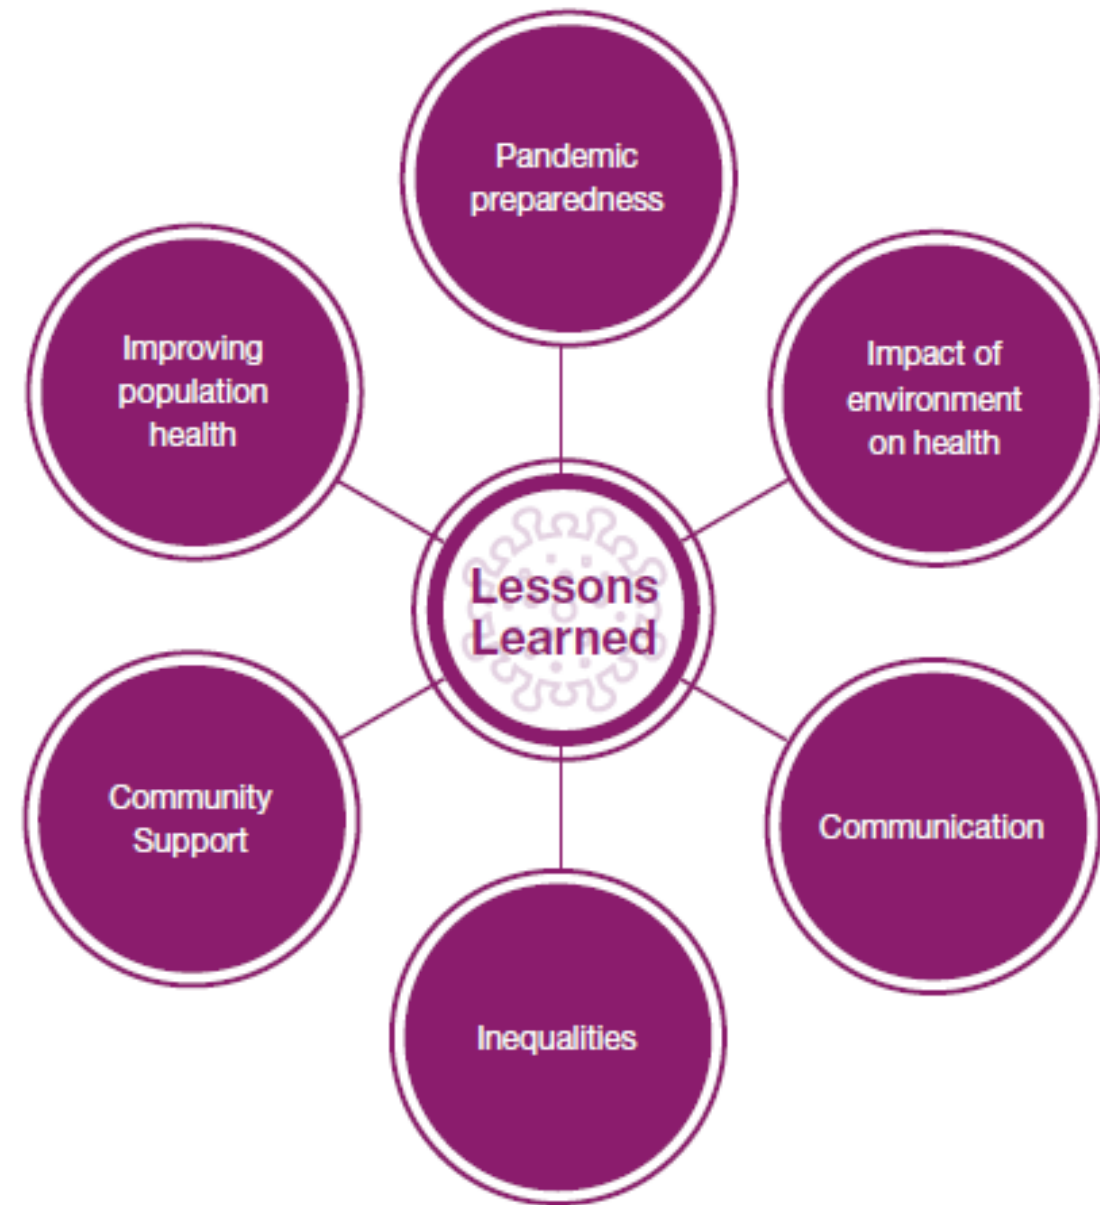 Pandemic
preparedness
Improving
population
health
Impact of
environment
on health
Lessons
Learned
Community
Support
Communication
Inequalities